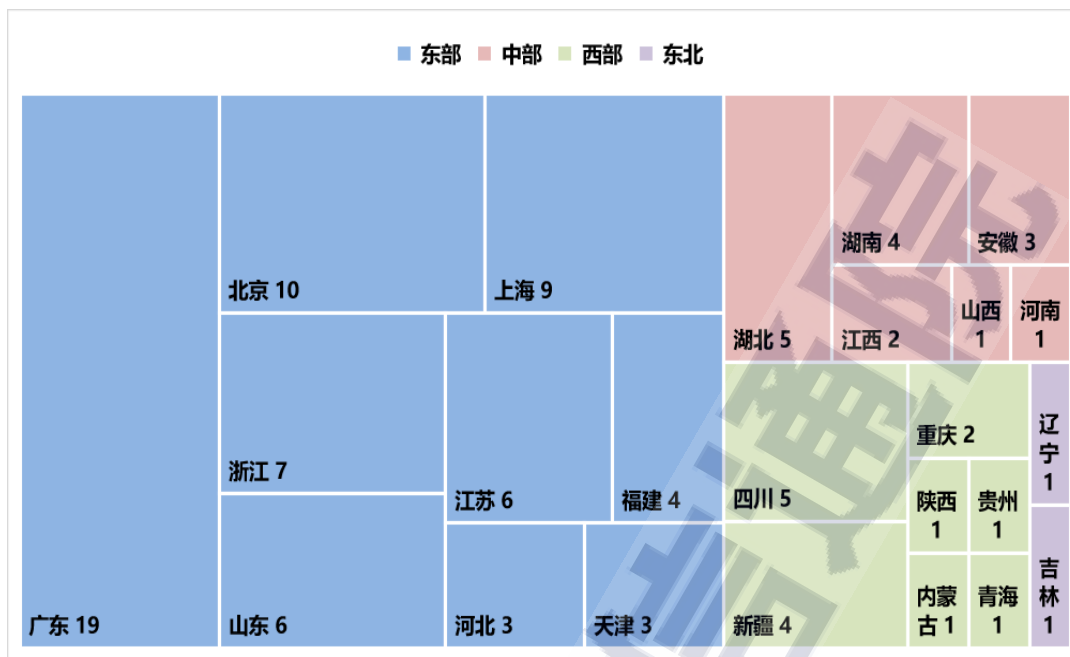 东部 中部 西部 东北
广东 19
北京 10
上海 9
浙江 7
江苏 6
福建 4
山东 6
河北 3
天津 3
湖北 5
湖南 4
安徽 3
江西 2
山西
1
河南
1
四川 5
新疆 4
重庆 2
陕西
1
贵州
1
内蒙
古 1
青海
1
辽
宁
1
吉
林
1
信通院